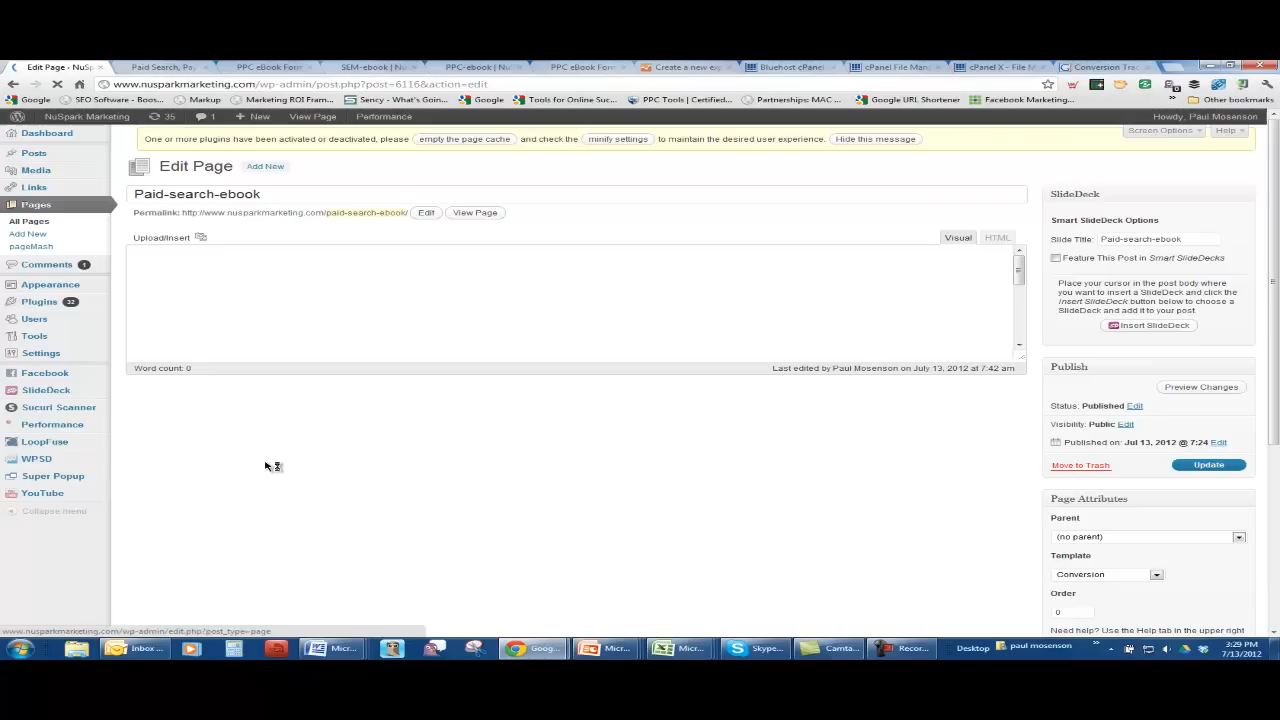 Edit Page - NuSp
Paid Search, Pa
PPC eBook Form
SEM-ebook | Nu
PPC-ebook | Nu
PPC eBook Form
Create a new ex
Bluehost cPanel
cPanel File Man
cPanel X - File M
Conversion Trac
www.nusparkmarketing.com/wp-admin/post.php?post=6116&action=edit
Google
SEO Software - Boos...
Markup
Marketing ROI Fram...
Sency - What's Goin...
Google
Tools for Online Suc...
PPC Tools | Certified...
Partnerships: MAC ...
Google URL Shortener
Facebook Marketing...
Other bookmarks
NuSpark Marketing
35
1
New
View Page
Performance
Howdy, Paul Mosenson
Dashboard
Posts
Media
Links
Pages
All Pages
Add New
pageMash
Comments 1
Appearance
Plugins 32
Users
Tools
Settings
Facebook
SlideDeck
Sucuri Scanner
Performance
LoopFuse
WPSD
Super Popup
YouTube
Collapse menu
One or more plugins have been activated or deactivated, please empty the page cache and check the minify settings to maintain the desired user experience. Hide this message
Screen Options
Help
Edit Page Add New
Paid-search-ebook
Permalink: http://www.nusparkmarketing.com/paid-search-ebook/ Edit View Page
Upload/Insert
Visual
HTML
Word count: 0
Last edited by Paul Mosenson on July 13, 2012 at 7:42 am
SlideDeck
Smart SlideDeck Options
Slide Title: Paid-search-ebook
Feature This Post in Smart SlideDecks
Place your cursor in the post body where
you want to insert a SlideDeck and click the
Insert SlideDeck button below to choose a
SlideDeck and add it to your post.
Insert SlideDeck
Publish
Preview Changes
Status: Published Edit
Visibility: Public Edit
Published on: Jul 13, 2012 @ 7:24 Edit
Move to Trash
Update
Page Attributes
Parent
(no parent)
Template
Conversion
Order
0
Need help? Use the Help tab in the upper right
www.nusparkmarketing.com/wp-admin/edit.php?post_type=page
Inbox ...
Micr...
Goog...
Micr...
Micr...
Skype...
Camta...
Recor...
Desktop
paul mosenson
3:29 PM
7/13/2012